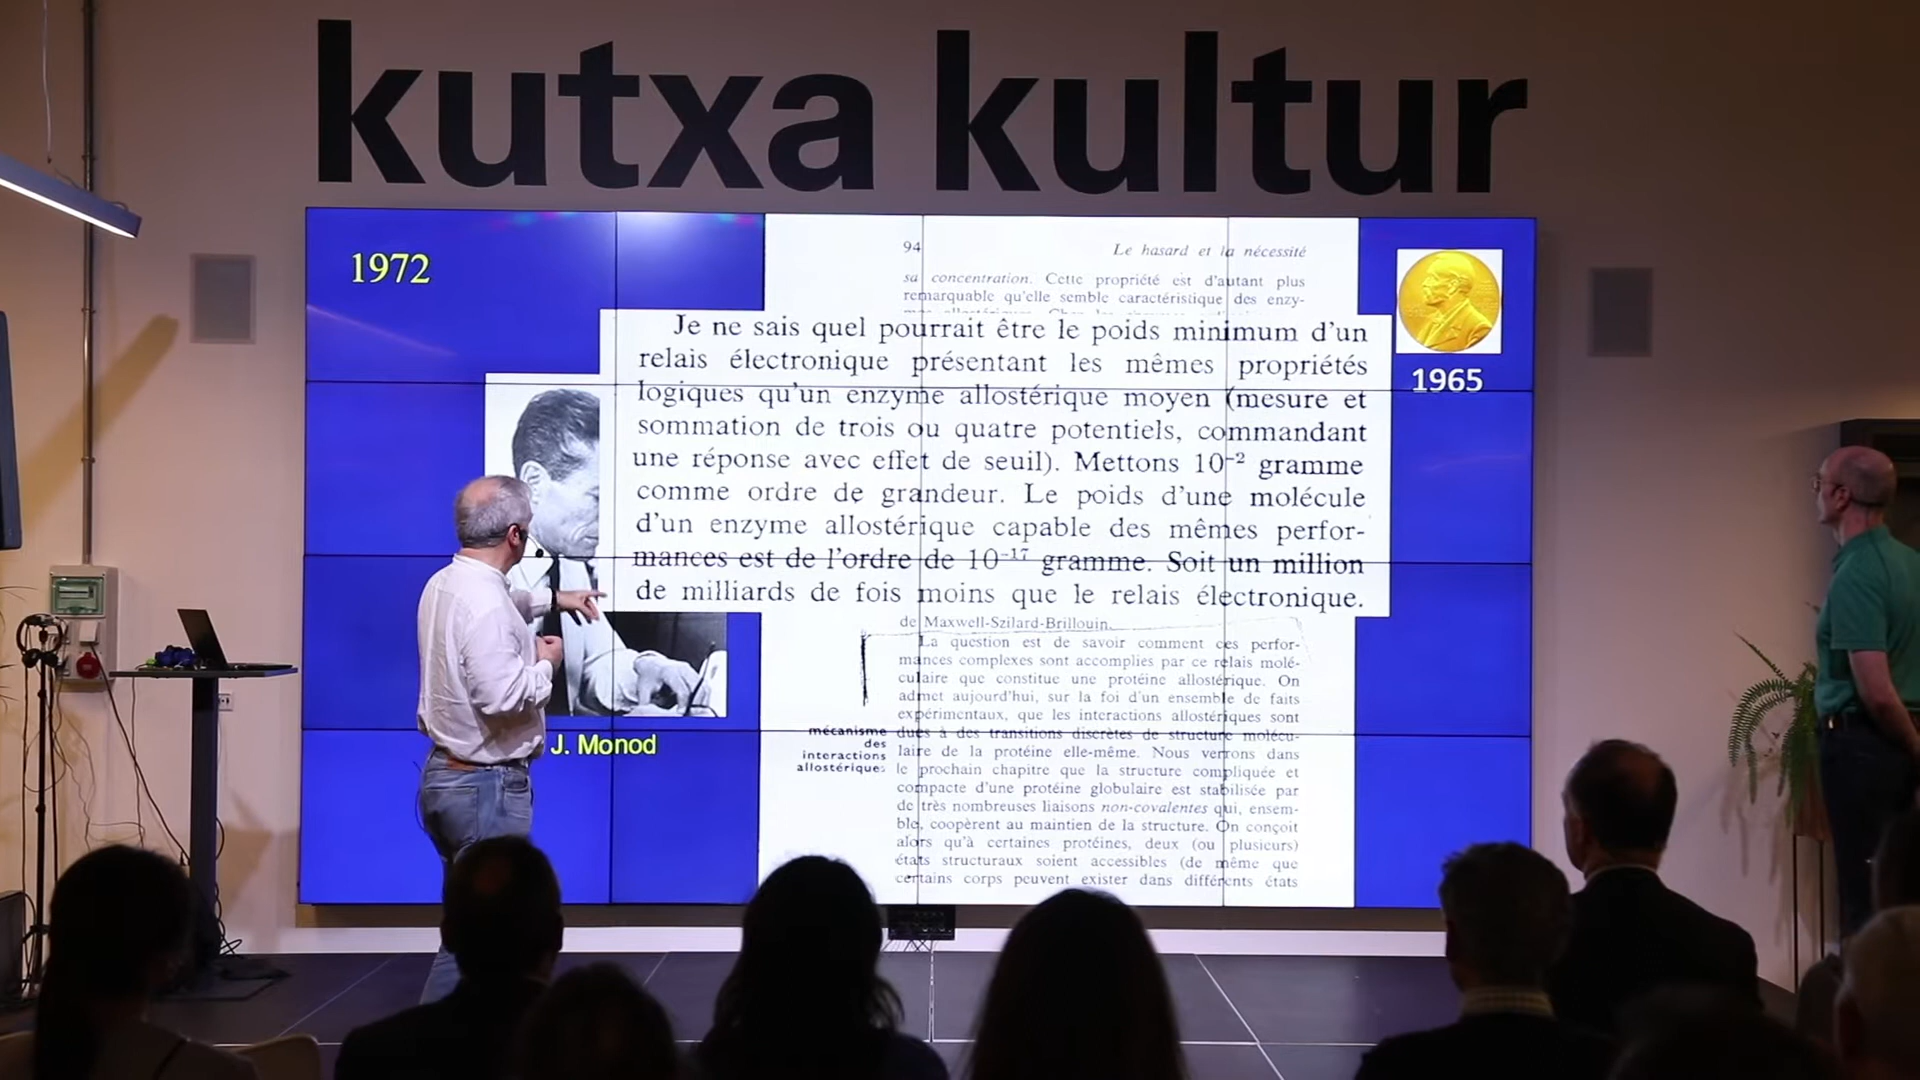 kutxa kultur
1972
94
Le hasard et la nécessité
sa concentration. Cette propriété est d'autant plus
remarquable qu'elle semble caractéristique des enzy-
Je ne sais quel pourrait être le poids minimum d'un
relais électronique présentant les mêmes propriétés
logiques qu'un enzyme allostérique moyen (mesure et
sommation de trois ou quatre potentiels, commandant
une réponse avec effet de seuil). Mettons 10⁻² gramme
comme ordre de grandeur. Le poids d'une molécule
d'un enzyme allostérique capable des mêmes perfor-
mances est de l'ordre de 10⁻¹⁷ gramme. Soit un million
de milliards de fois moins que le relais électronique.
1965
J. Monod
de Maxwell-Szilard-Brillouin.
La question est de savoir comment ces perfor-
mances complexes sont accomplies par ce relais molé-
culaire que constitue une protéine allostérique. On
admet aujourd'hui, sur la foi d'un ensemble de faits
expérimentaux, que les interactions allostériques sont
dues à des transitions discrètes de structure molécu-
laire de la protéine elle-même. Nous verrons dans
le prochain chapitre que la structure compliquée et
compacte d'une protéine globulaire est stabilisée par
de très nombreuses liaisons non-covalentes qui, ensem-
ble, coopèrent au maintien de la structure. On conçoit
alors qu'à certaines protéines, deux (ou plusieurs)
états structuraux soient accessibles (de même que
certains corps peuvent exister dans différents états
mécanisme
des
interactions
allostériques